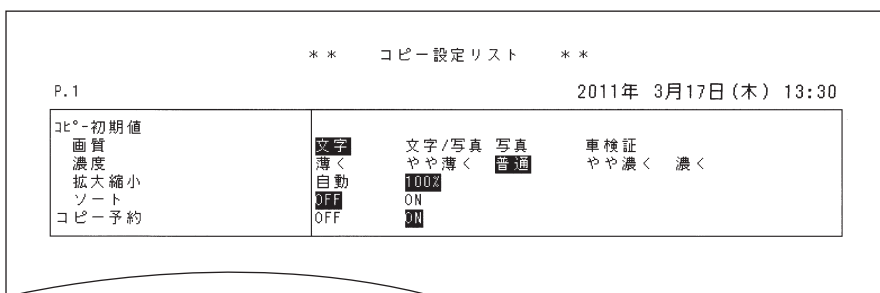 ** コピー設定リスト **
P.1 2011年 3月17日(木) 13:30
ｺﾋﾟｰ初期値
画質 文字 文字/写真 写真 車検証
濃度 薄く やや薄く 普通 やや濃く 濃く
拡大縮小 自動 100%
ソート OFF ON
コピー予約 OFF ON